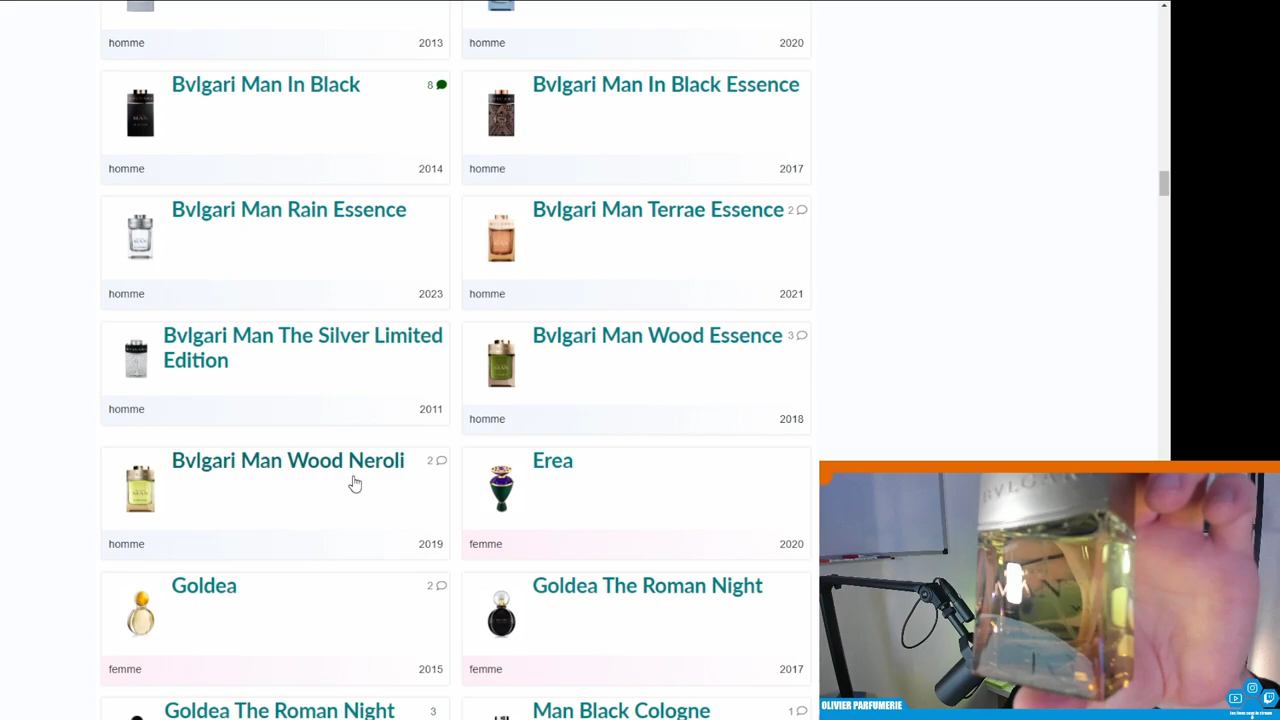 homme 2013
homme 2020
Bvlgari Man In Black 8
homme 2014
Bvlgari Man In Black Essence
homme 2017
Bvlgari Man Rain Essence
homme 2023
Bvlgari Man Terrae Essence 2
homme 2021
Bvlgari Man The Silver Limited
Edition
homme 2011
Bvlgari Man Wood Essence 3
homme 2018
Bvlgari Man Wood Neroli 2
homme 2019
Erea
femme 2020
Goldea 2
femme 2015
Goldea The Roman Night
femme 2017
Goldea The Roman Night 3
Man Black Cologne 1
BVLGARI
MAN
OLIVIER PARFUMERIE